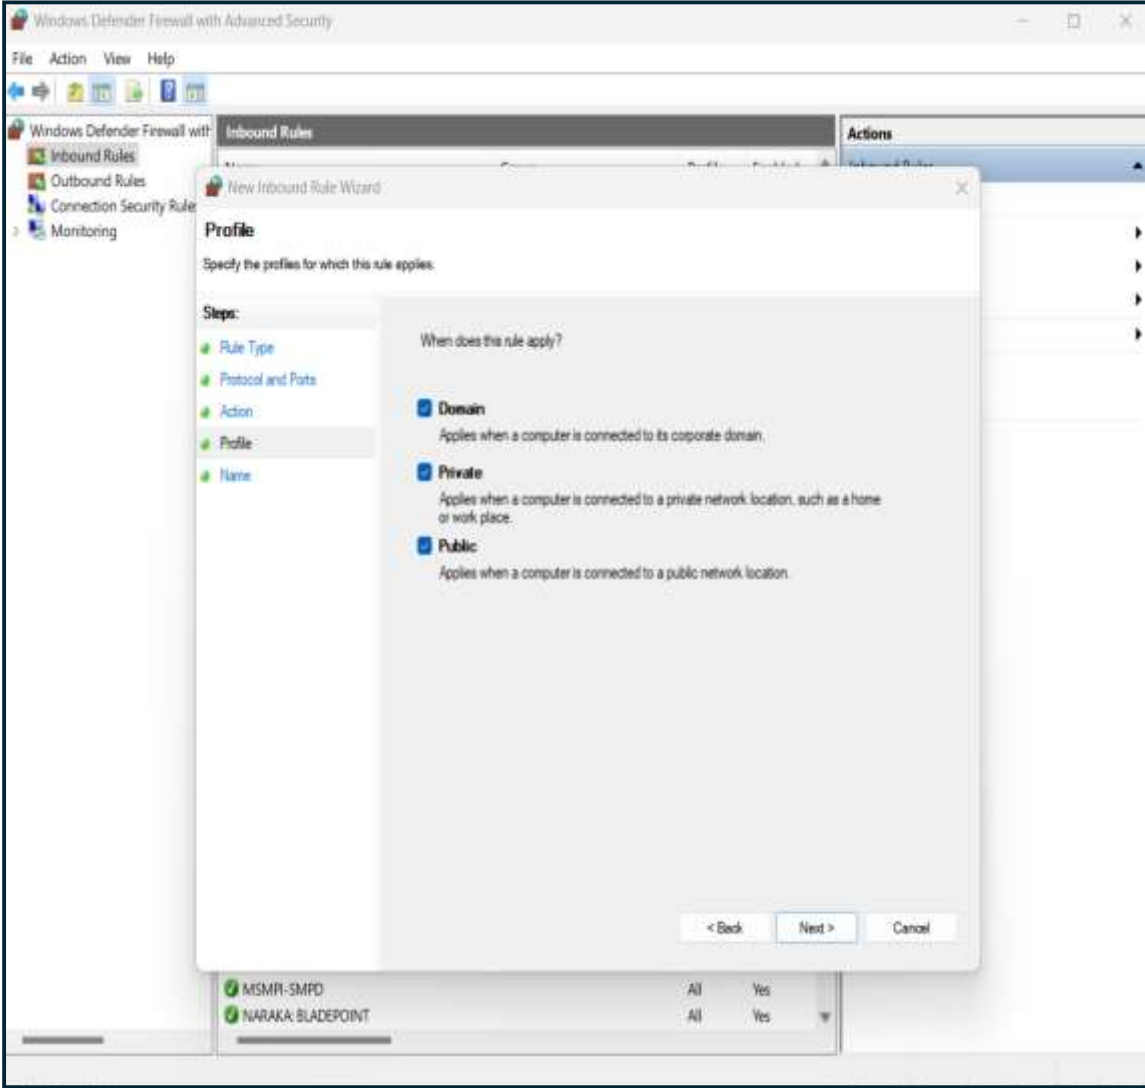 Windows Defender Firewall with Advanced Security
File Action View Help
Windows Defender Firewall with
Inbound Rules
Outbound Rules
Connection Security Rules
Monitoring
Inbound Rules
Actions
New Inbound Rule Wizard
Profile
Specify the profiles for which this rule applies.
Steps:
Rule Type
Protocol and Ports
Action
Profile
Name
When does this rule apply?
Domain
Applies when a computer is connected to its corporate domain.
Private
Applies when a computer is connected to a private network location, such as a home
or work place.
Public
Applies when a computer is connected to a public network location.
< Back Next > Cancel
MSMPI-SMPD All Yes
NARAKA: BLADEPOINT All Yes